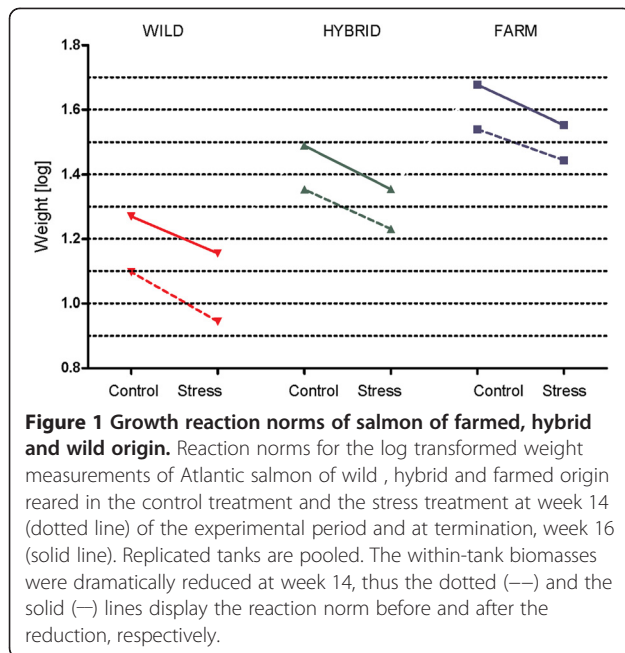 WILD HYBRID FARM
1.8
1.6
1.4
1.2
1.0
0.8
Weight [log]
Control Stress Control Stress Control Stress
Figure 1 Growth reaction norms of salmon of farmed, hybrid
and wild origin. Reaction norms for the log transformed weight
measurements of Atlantic salmon of wild , hybrid and farmed origin
reared in the control treatment and the stress treatment at week 14
(dotted line) of the experimental period and at termination, week 16
(solid line). Replicated tanks are pooled. The within-tank biomasses
were dramatically reduced at week 14, thus the dotted (––) and the
solid (—) lines display the reaction norm before and after the
reduction, respectively.